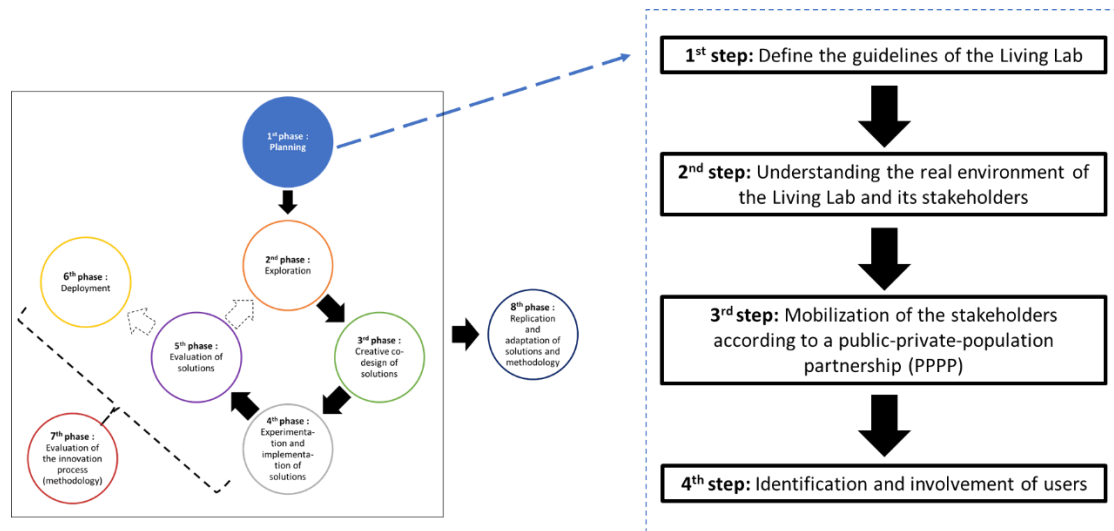 1st phase :
Planning
2nd phase :
Exploration
3rd phase :
Creative co-
design of
solutions
4th phase :
Experimenta-
tion and
implementa-
tion of
solutions
5th phase :
Evaluation of
solutions
6th phase :
Deployment
7th phase :
Evaluation of
the innovation
process
(methodology)
8th phase :
Replication
and
adaptation of
solutions and
methodology
1st step: Define the guidelines of the Living Lab
2nd step: Understanding the real environment of
the Living Lab and its stakeholders
3rd step: Mobilization of the stakeholders
according to a public-private-population
partnership (PPPP)
4th step: Identification and involvement of users